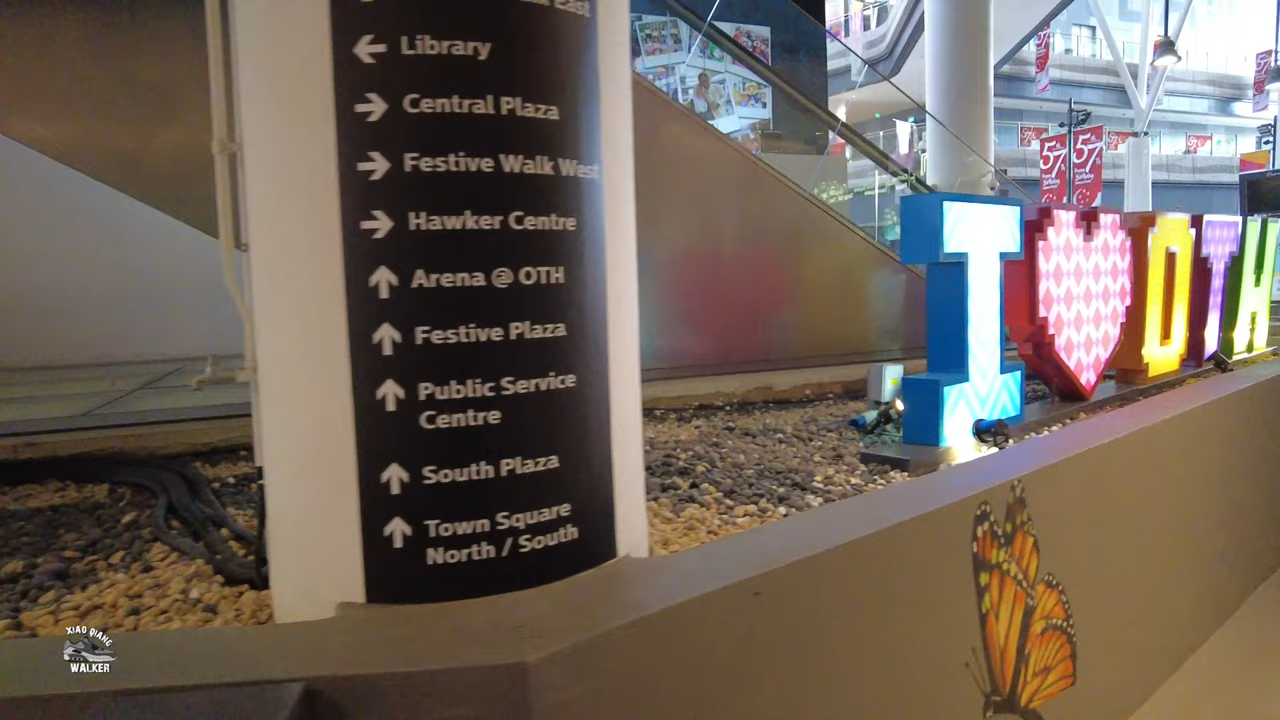 East
Library
Central Plaza
Festive Walk West
Hawker Centre
Arena @ OTH
Festive Plaza
Public Service
Centre
South Plaza
Town Square
North / South
I ♥ OTH
57
57
XIAO QIANG
WALKER